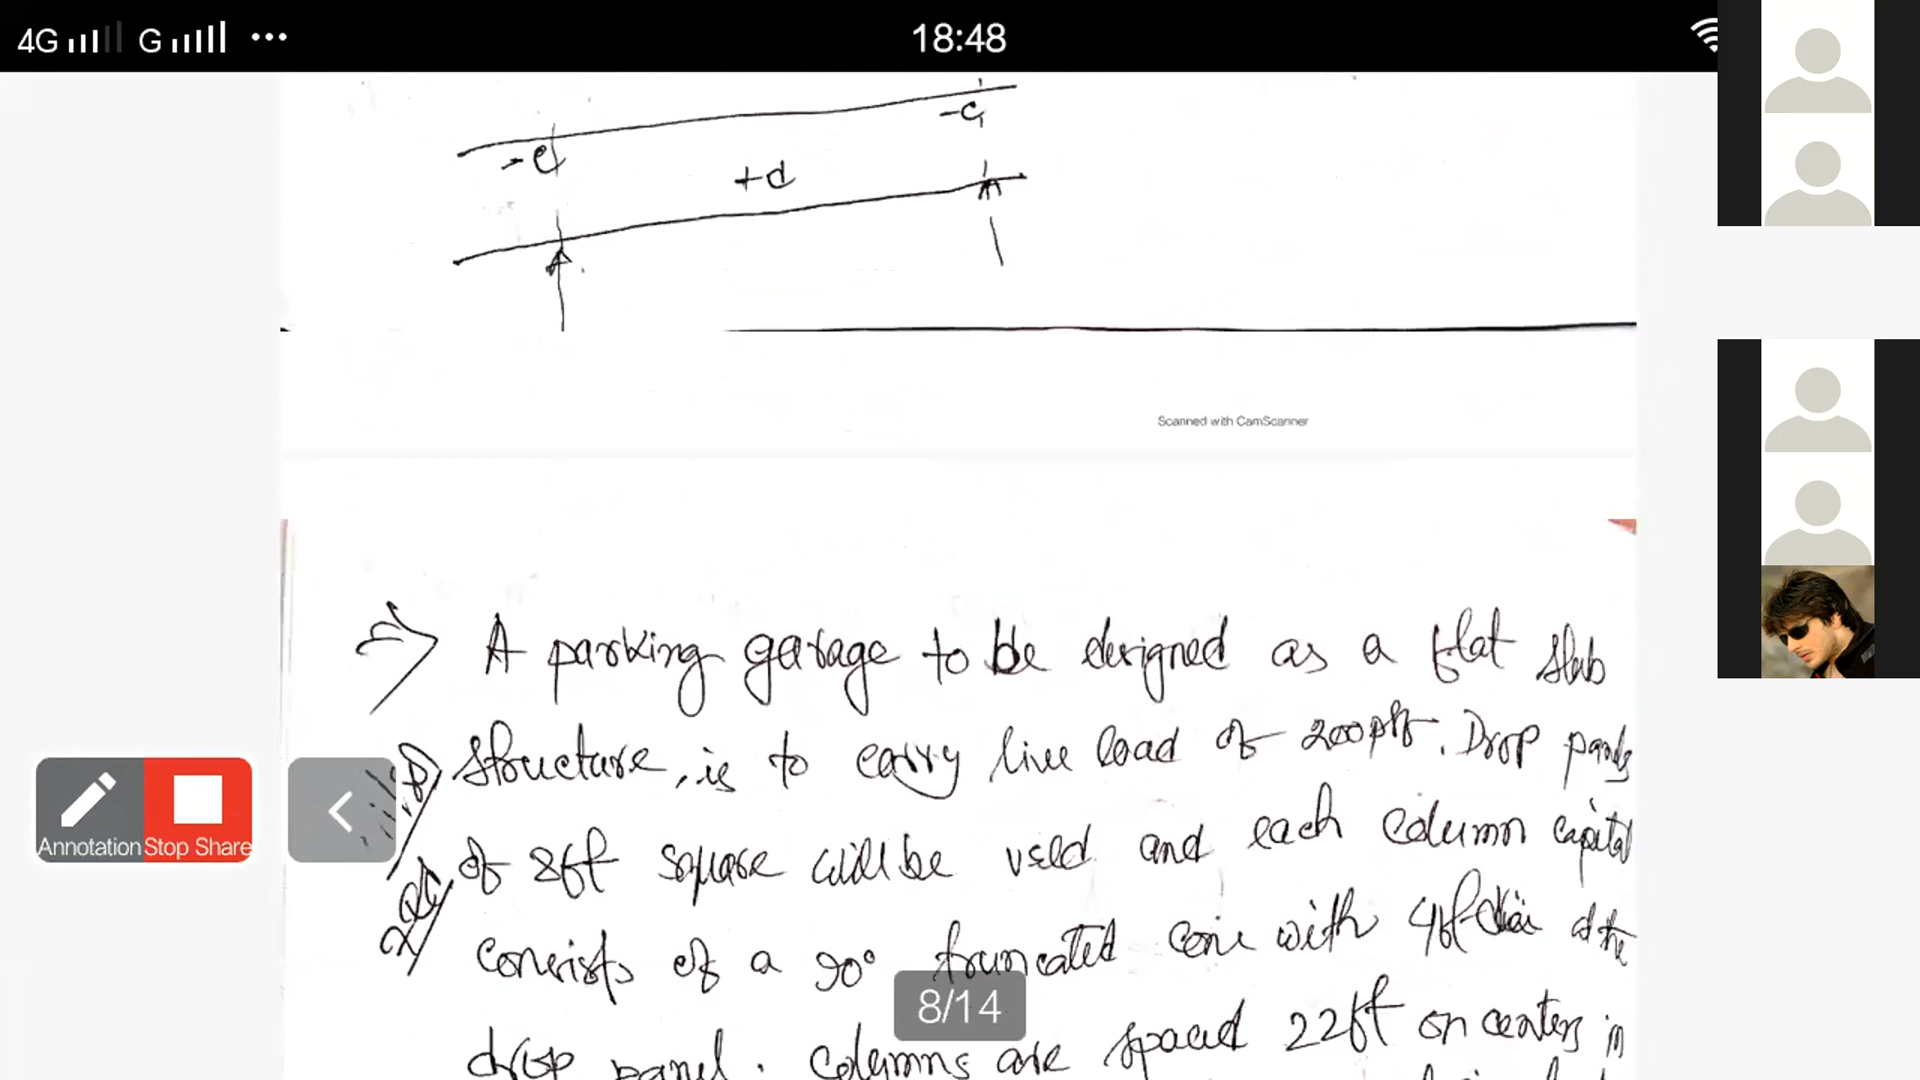 4G G ••• 18:48
-c
-e
+d
Scanned with CamScanner
A parking garage to be designed as a flat slab
structure, is to carry live load of 200psf. Drop panels
of 8ft square will be used and each column capital
consists of a 90° truncated cone with 4ft dia at the
drop panel. Columns are spaced 22ft on centers in
Annotation Stop Share
8/14